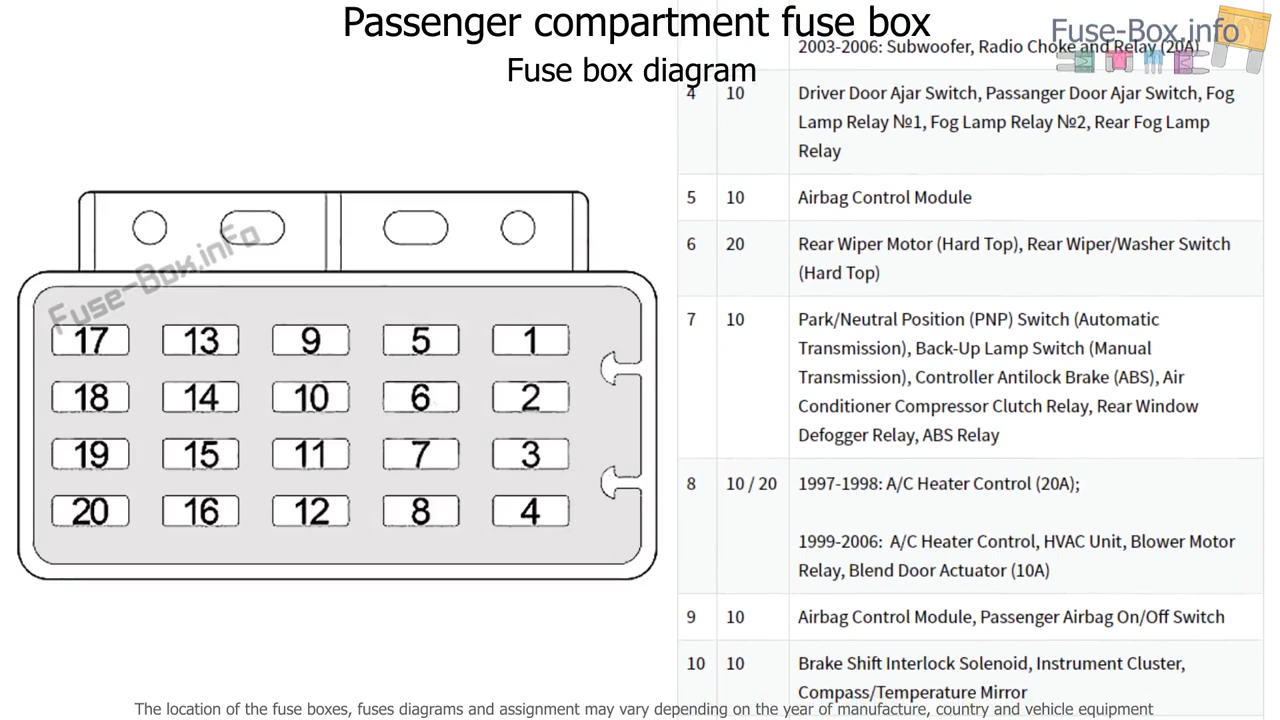 Passenger compartment fuse box
Fuse box diagram
Fuse-Box.info
2003-2006: Subwoofer, Radio Choke and Relay (20A)
4 10 Driver Door Ajar Switch, Passanger Door Ajar Switch, Fog
Lamp Relay №1, Fog Lamp Relay №2, Rear Fog Lamp
Relay
5 10 Airbag Control Module
6 20 Rear Wiper Motor (Hard Top), Rear Wiper/Washer Switch
(Hard Top)
7 10 Park/Neutral Position (PNP) Switch (Automatic
Transmission), Back-Up Lamp Switch (Manual
Transmission), Controller Antilock Brake (ABS), Air
Conditioner Compressor Clutch Relay, Rear Window
Defogger Relay, ABS Relay
8 10 / 20 1997-1998: A/C Heater Control (20A);
1999-2006: A/C Heater Control, HVAC Unit, Blower Motor
Relay, Blend Door Actuator (10A)
9 10 Airbag Control Module, Passenger Airbag On/Off Switch
10 10 Brake Shift Interlock Solenoid, Instrument Cluster,
Compass/Temperature Mirror
Fuse-Box.info
17 13 9 5 1
18 14 10 6 2
19 15 11 7 3
20 16 12 8 4
The location of the fuse boxes, fuses diagrams and assignment may vary depending on the year of manufacture, country and vehicle equipment